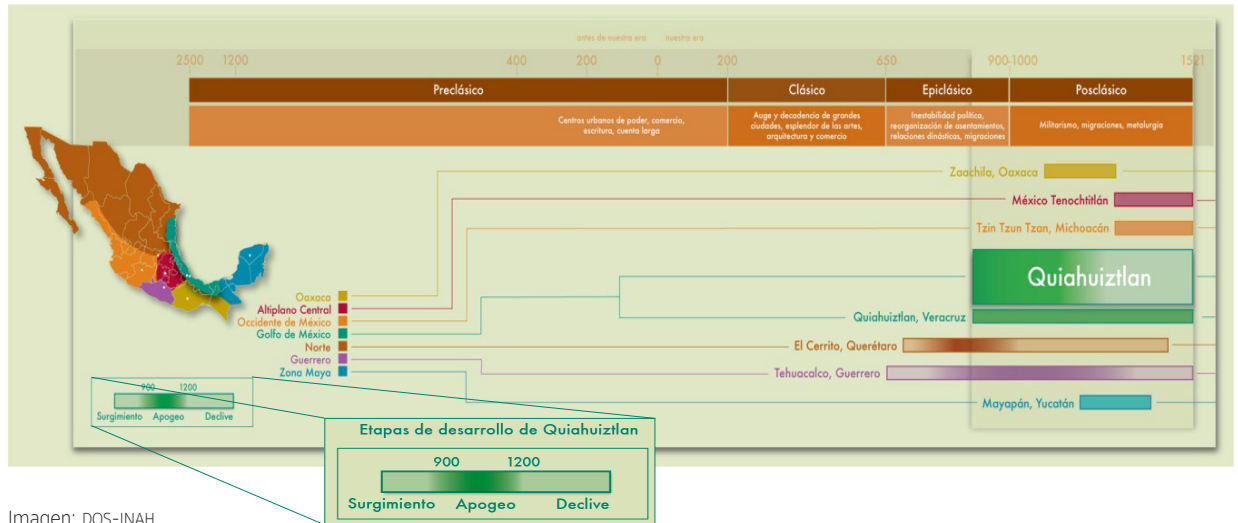 antes de nuestra era nuestra era
2500 1200 400 200 0 200 650 900-1000 1521
Preclásico Clásico Epiclásico Posclásico
Centros urbanos de poder, comercio,
escritura, cuenta larga
Auge y decadencia de grandes
ciudades, esplendor de las artes,
arquitectura y comercio
Inestabilidad política,
reorganización de asentamientos,
relaciones dinásticas, migraciones
Militarismo, migraciones, metalurgia
Zaachila, Oaxaca
México Tenochtitlán
Tzin Tzun Tzan, Michoacán
Quiahuiztlan
Quiahuiztlan, Veracruz
El Cerrito, Querétaro
Tehuacalco, Guerrero
Mayapán, Yucatán
Oaxaca
Altiplano Central
Occidente de México
Golfo de México
Norte
Guerrero
Zona Maya
900 1200
Surgimiento Apogeo Declive
Etapas de desarrollo de Quiahuiztlan
900 1200
Surgimiento Apogeo Declive
Imagen: DOS-INAH